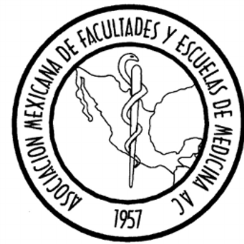 ASOCIACION MEXICANA DE FACULTADES Y ESCUELAS DE MEDICINA A.C
1957